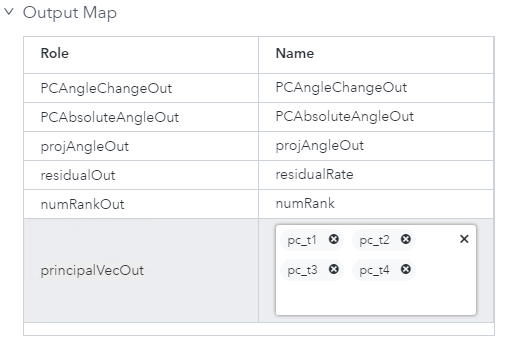 Output Map
Role Name
PCAngleChangeOut PCAngleChangeOut
PCAbsoluteAngleOut PCAbsoluteAngleOut
projAngleOut projAngleOut
residualOut residualRate
numRankOut numRank
principalVecOut
pc_t1 pc_t2
pc_t3 pc_t4